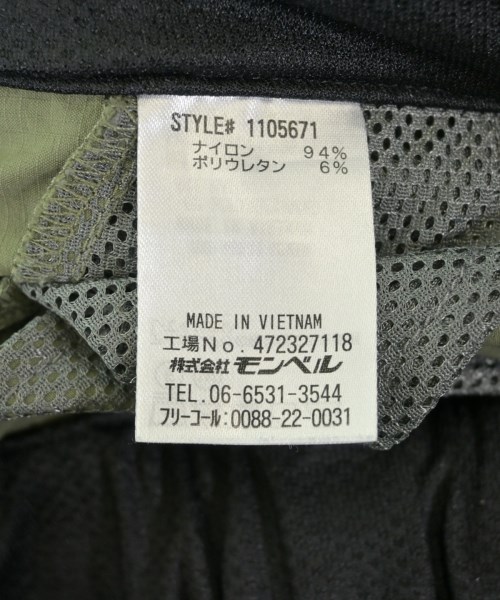 STYLE# 1105671
ナイロン 94%
ポリウレタン 6%
MADE IN VIETNAM
工場No. 472327118
株式会社モンベル
TEL. 06-6531-3544
フリーコール: 0088-22-0031